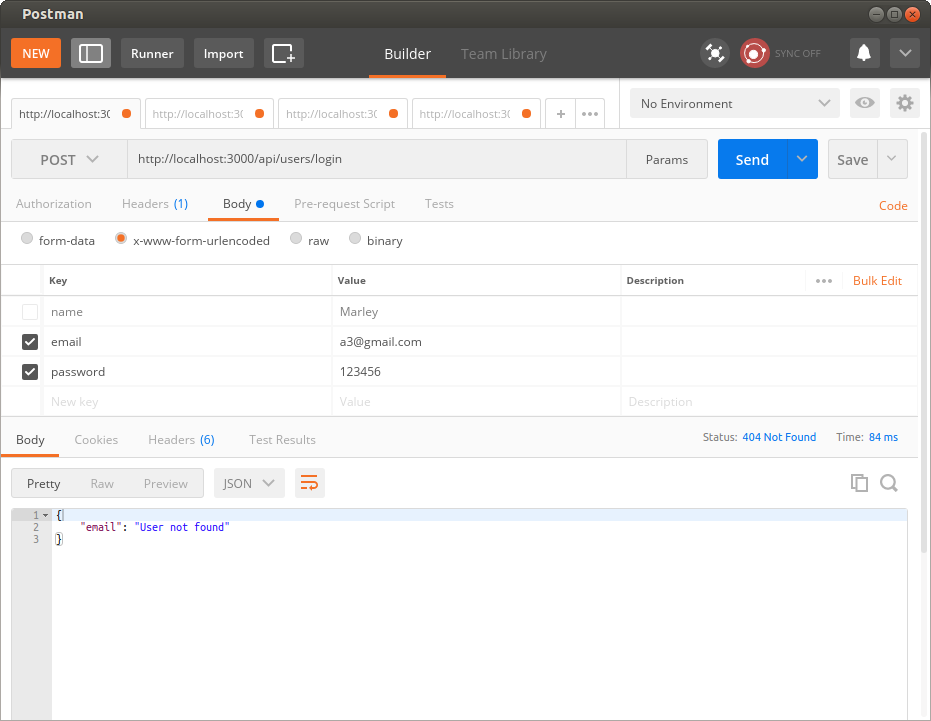 Postman
NEW Runner Import Builder Team Library SYNC OFF
http://localhost:30 http://localhost:30 http://localhost:30 http://localhost:30 + ••• No Environment
POST http://localhost:3000/api/users/login Params Send Save
Authorization Headers (1) Body Pre-request Script Tests Code
form-data x-www-form-urlencoded raw binary
Key Value Description ••• Bulk Edit
name Marley
email a3@gmail.com
password 123456
New key Value Description
Body Cookies Headers (6) Test Results Status: 404 Not Found Time: 84 ms
Pretty Raw Preview JSON
1 {
2 "email": "User not found"
3 }